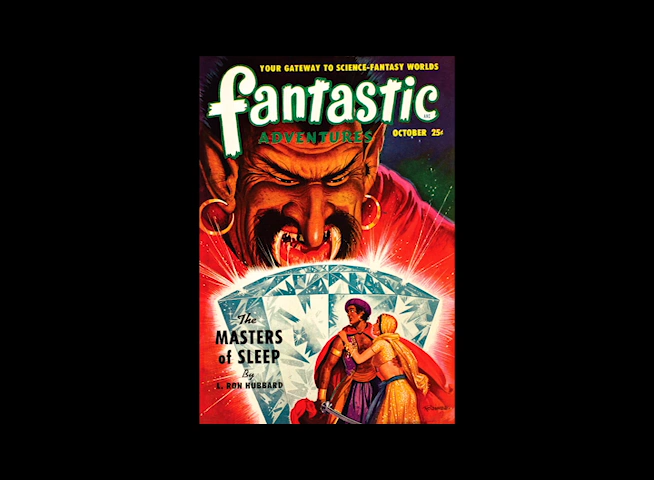 YOUR GATEWAY TO SCIENCE-FANTASY WORLDS
fantastic
ADVENTURES
OCTOBER 25¢
The
MASTERS
of SLEEP
By
L. RON HUBBARD